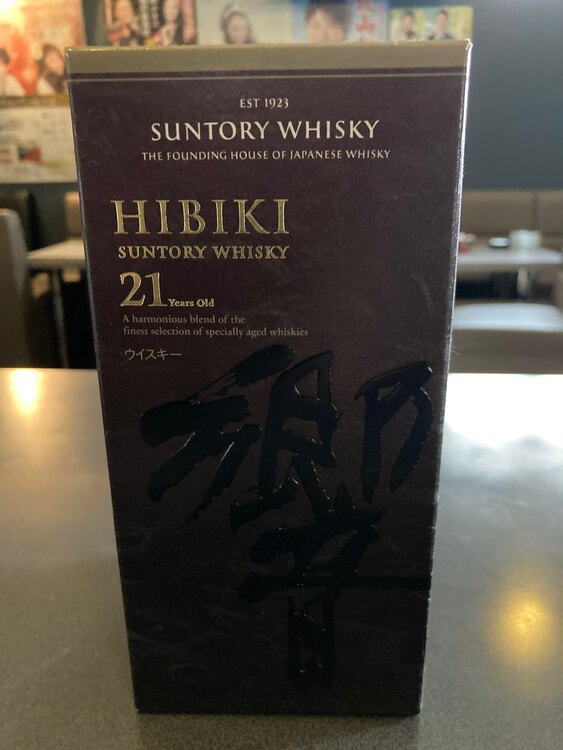 EST 1923
SUNTORY WHISKY
THE FOUNDING HOUSE OF JAPANESE WHISKY
HIBIKI
SUNTORY WHISKY
21 Years Old
A harmonious blend of the
finest selection of specially aged whiskies
ウイスキー
響